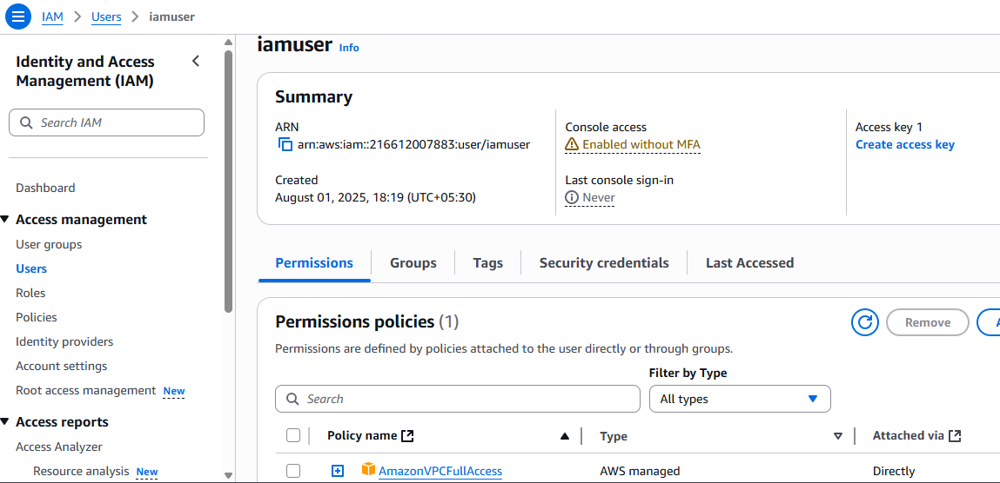 IAM > Users > iamuser
Identity and Access
Management (IAM)
Search IAM
Dashboard
Access management
User groups
Users
Roles
Policies
Identity providers
Account settings
Root access management New
Access reports
Access Analyzer
Resource analysis New
iamuser Info
Summary
ARN
arn:aws:iam::216612007883:user/iamuser
Console access
Enabled without MFA
Access key 1
Create access key
Created
August 01, 2025, 18:19 (UTC+05:30)
Last console sign-in
Never
Permissions Groups Tags Security credentials Last Accessed
Permissions policies (1)
Remove
Permissions are defined by policies attached to the user directly or through groups.
Filter by Type
Search
All types
Policy name Type Attached via
AmazonVPCFullAccess AWS managed Directly